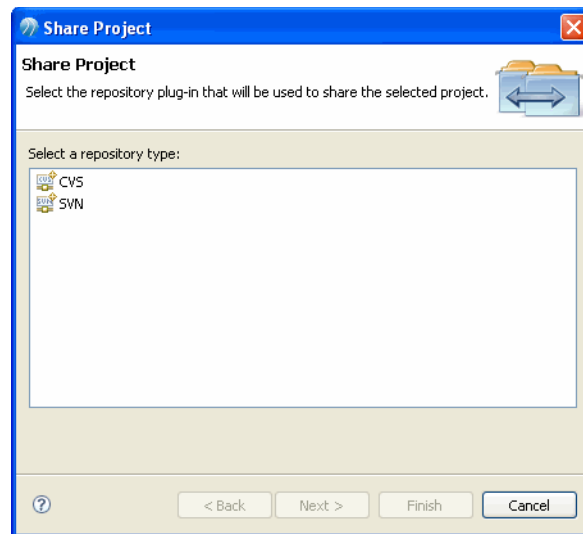 Share Project
Share Project
Select the repository plug-in that will be used to share the selected project.
Select a repository type:
CVS
SVN
? < Back Next > Finish Cancel